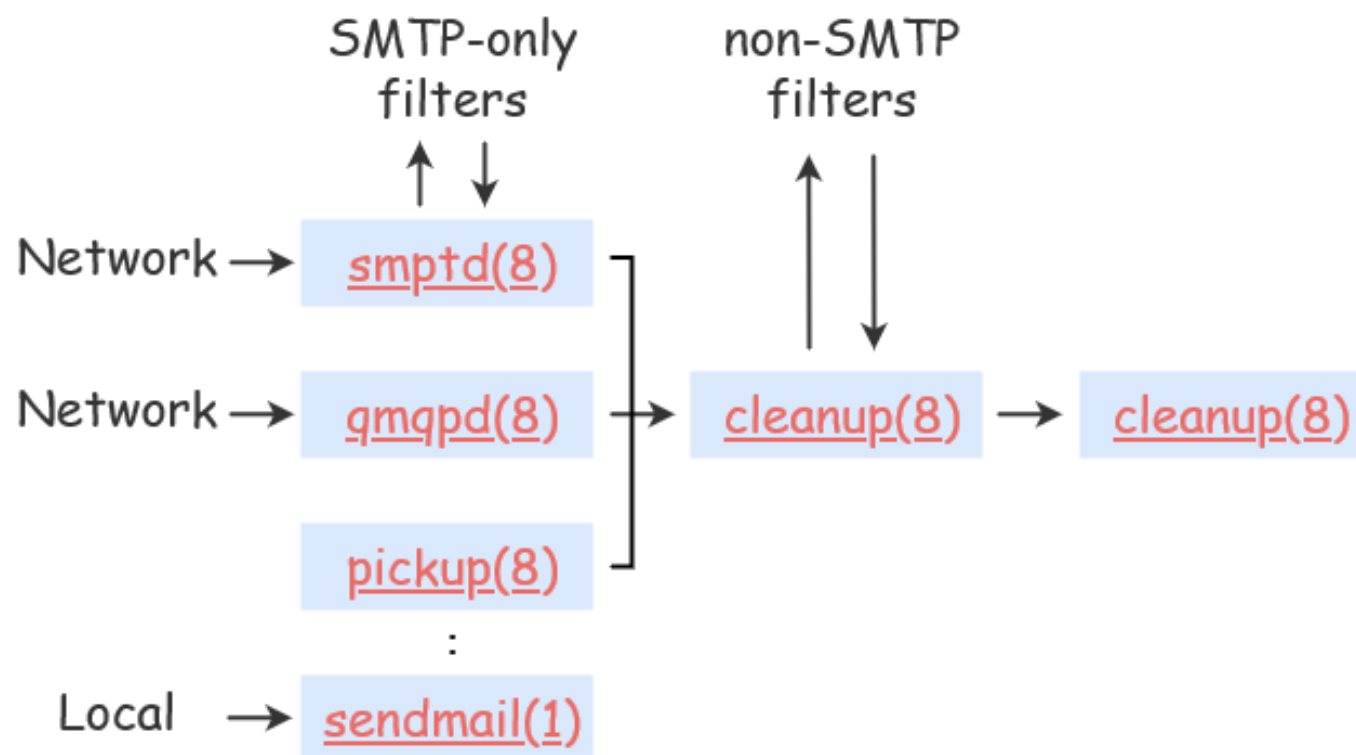 SMTP-only
filters
non-SMTP
filters
Network
smptd(8)
Network
qmqpd(8)
cleanup(8)
cleanup(8)
pickup(8)
:
Local
sendmail(1)